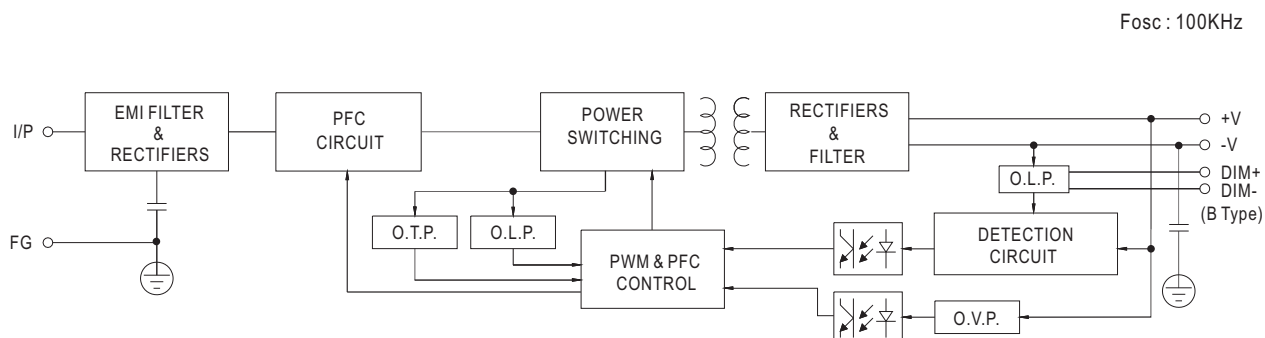 Fosc : 100KHz
I/P
EMI FILTER
&
RECTIFIERS
PFC
CIRCUIT
POWER
SWITCHING
RECTIFIERS
&
FILTER
+V
-V
DIM+
DIM-
(B Type)
O.L.P.
FG
O.T.P.
O.L.P.
PWM & PFC
CONTROL
DETECTION
CIRCUIT
O.V.P.